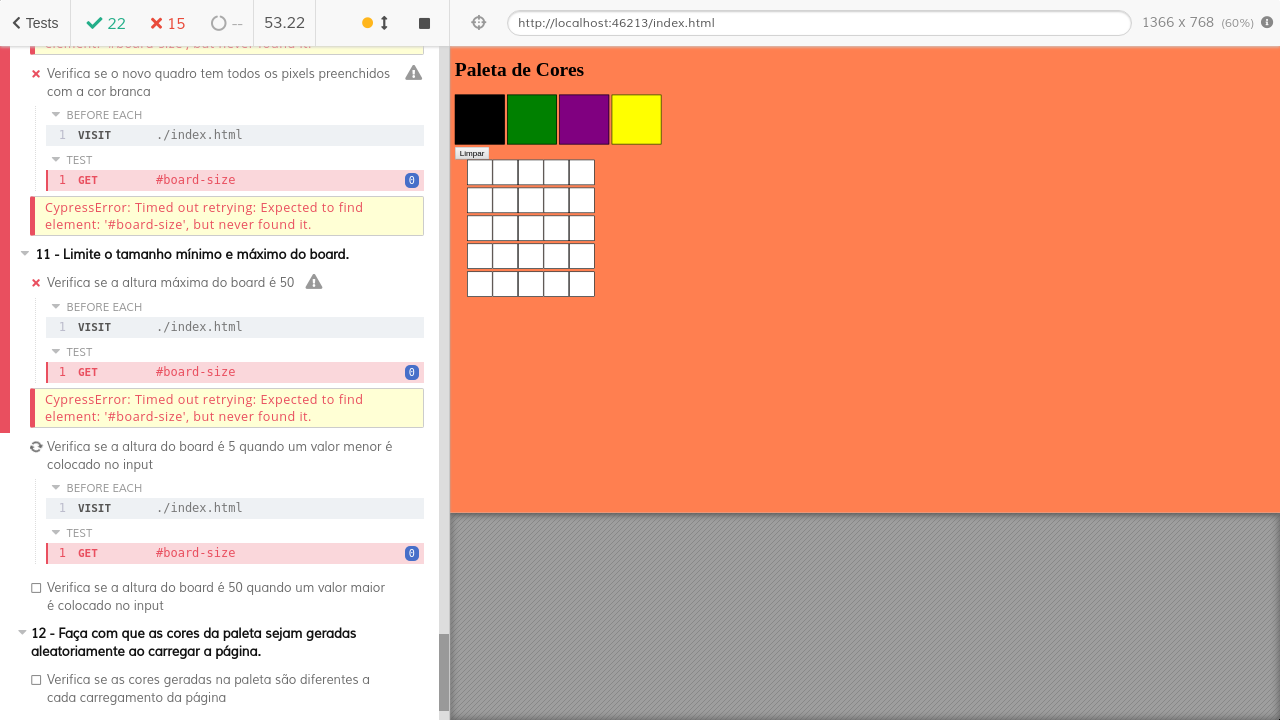 Tests 22 15 -- 53.22
http://localhost:46213/index.html 1366 x 768 (60%)
element: '#board-size', but never found it.
Verifica se o novo quadro tem todos os pixels preenchidos
com a cor branca
BEFORE EACH
1 VISIT ./index.html
TEST
1 GET #board-size 0
CypressError: Timed out retrying: Expected to find
element: '#board-size', but never found it.
11 - Limite o tamanho mínimo e máximo do board.
Verifica se a altura máxima do board é 50
BEFORE EACH
1 VISIT ./index.html
TEST
1 GET #board-size 0
CypressError: Timed out retrying: Expected to find
element: '#board-size', but never found it.
Verifica se a altura do board é 5 quando um valor menor é
colocado no input
BEFORE EACH
1 VISIT ./index.html
TEST
1 GET #board-size 0
Verifica se a altura do board é 50 quando um valor maior
é colocado no input
12 - Faça com que as cores da paleta sejam geradas
aleatoriamente ao carregar a página.
Verifica se as cores geradas na paleta são diferentes a
cada carregamento da página
Paleta de Cores
Limpar